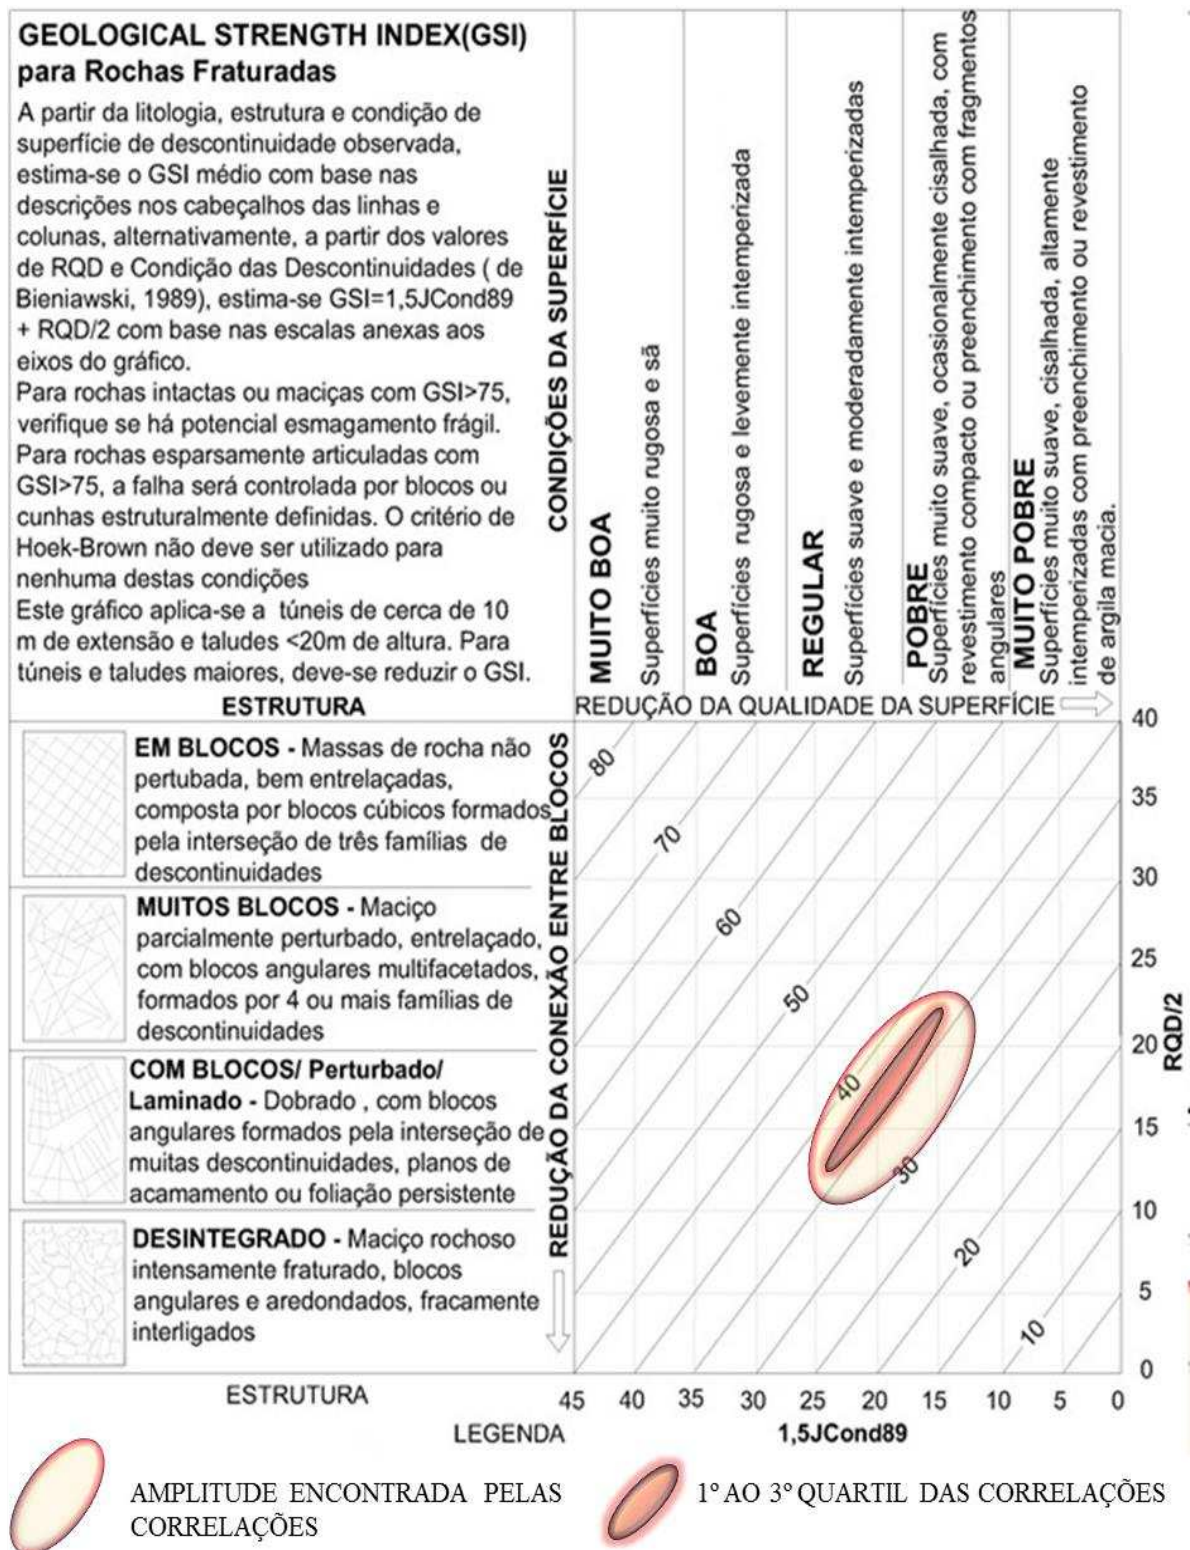 GEOLOGICAL STRENGTH INDEX(GSI)
para Rochas Fraturadas
A partir da litologia, estrutura e condição de
superfície de descontinuidade observada,
estima-se o GSI médio com base nas
descrições nos cabeçalhos das linhas e
colunas, alternativamente, a partir dos valores
de RQD e Condição das Descontinuidades ( de
Bieniawski, 1989), estima-se GSI=1,5JCond89
+ RQD/2 com base nas escalas anexas aos
eixos do gráfico.
Para rochas intactas ou maciças com GSI>75,
verifique se há potencial esmagamento frágil.
Para rochas esparsamente articuladas com
GSI>75, a falha será controlada por blocos ou
cunhas estruturalmente definidas. O critério de
Hoek-Brown não deve ser utilizado para
nenhuma destas condições
Este gráfico aplica-se a túneis de cerca de 10
m de extensão e taludes <20m de altura. Para
túneis e taludes maiores, deve-se reduzir o GSI.
CONDIÇÕES DA SUPERFÍCIE
MUITO BOA
Superfícies muito rugosa e sã
BOA
Superfícies rugosa e levemente intemperizada
REGULAR
Superfícies suave e moderadamente intemperizadas
POBRE
Superfícies muito suave, ocasionalmente cisalhada, com
revestimento compacto ou preenchimento com fragmentos
angulares
MUITO POBRE
Superfícies muito suave, cisalhada, altamente
intemperizadas com preenchimento ou revestimento
de argila macia.
ESTRUTURA
REDUÇÃO DA QUALIDADE DA SUPERFÍCIE
EM BLOCOS - Massas de rocha não
pertubada, bem entrelaçadas,
composta por blocos cúbicos formados
pela interseção de três famílias de
descontinuidades
MUITOS BLOCOS - Maciço
parcialmente perturbado, entrelaçado,
com blocos angulares multifacetados,
formados por 4 ou mais famílias de
descontinuidades
COM BLOCOS/ Perturbado/
Laminado - Dobrado , com blocos
angulares formados pela interseção de
muitas descontinuidades, planos de
acamamento ou foliação persistente
DESINTEGRADO - Maciço rochoso
intensamente fraturado, blocos
angulares e aredondados, fracamente
interligados
REDUÇÃO DA CONEXÃO ENTRE BLOCOS
80
70
60
50
40
30
20
10
40
35
30
25
20
15
10
5
0
RQD/2
ESTRUTURA
45 40 35 30 25 20 15 10 5 0
LEGENDA
1,5JCond89
AMPLITUDE ENCONTRADA PELAS
CORRELAÇÕES
1º AO 3º QUARTIL DAS CORRELAÇÕES